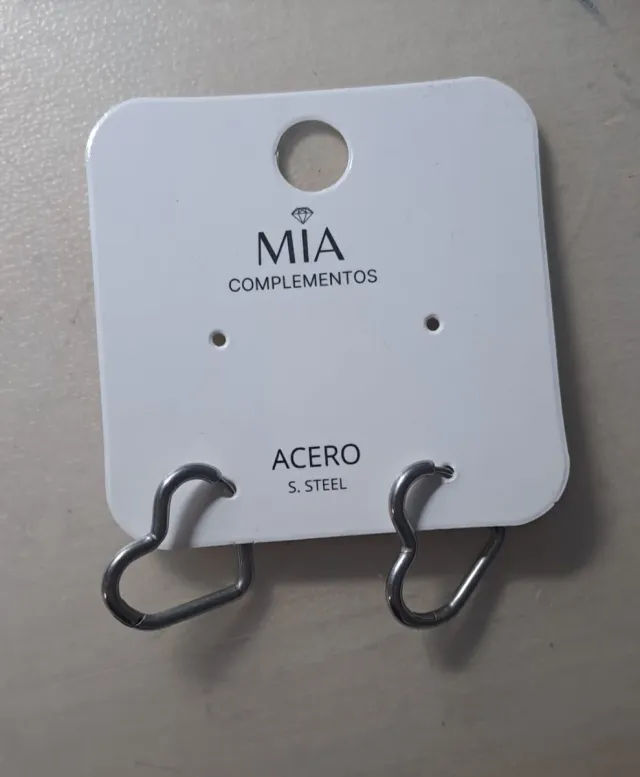 MIA
COMPLEMENTOS
ACERO
S. STEEL